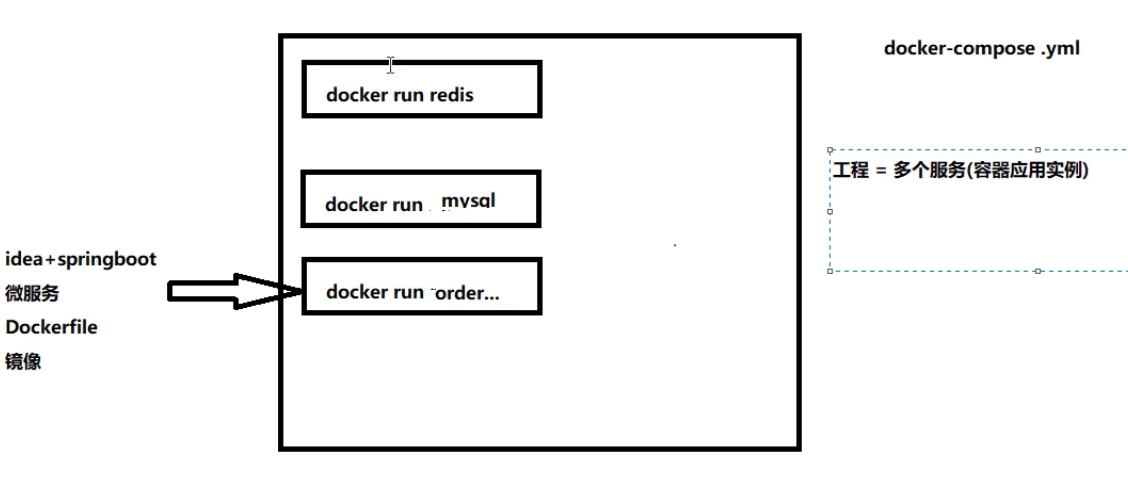 docker-compose .yml
docker run redis
工程 = 多个服务(容器应用实例)
docker run mysql
idea+springboot
微服务
docker run order...
Dockerfile
镜像